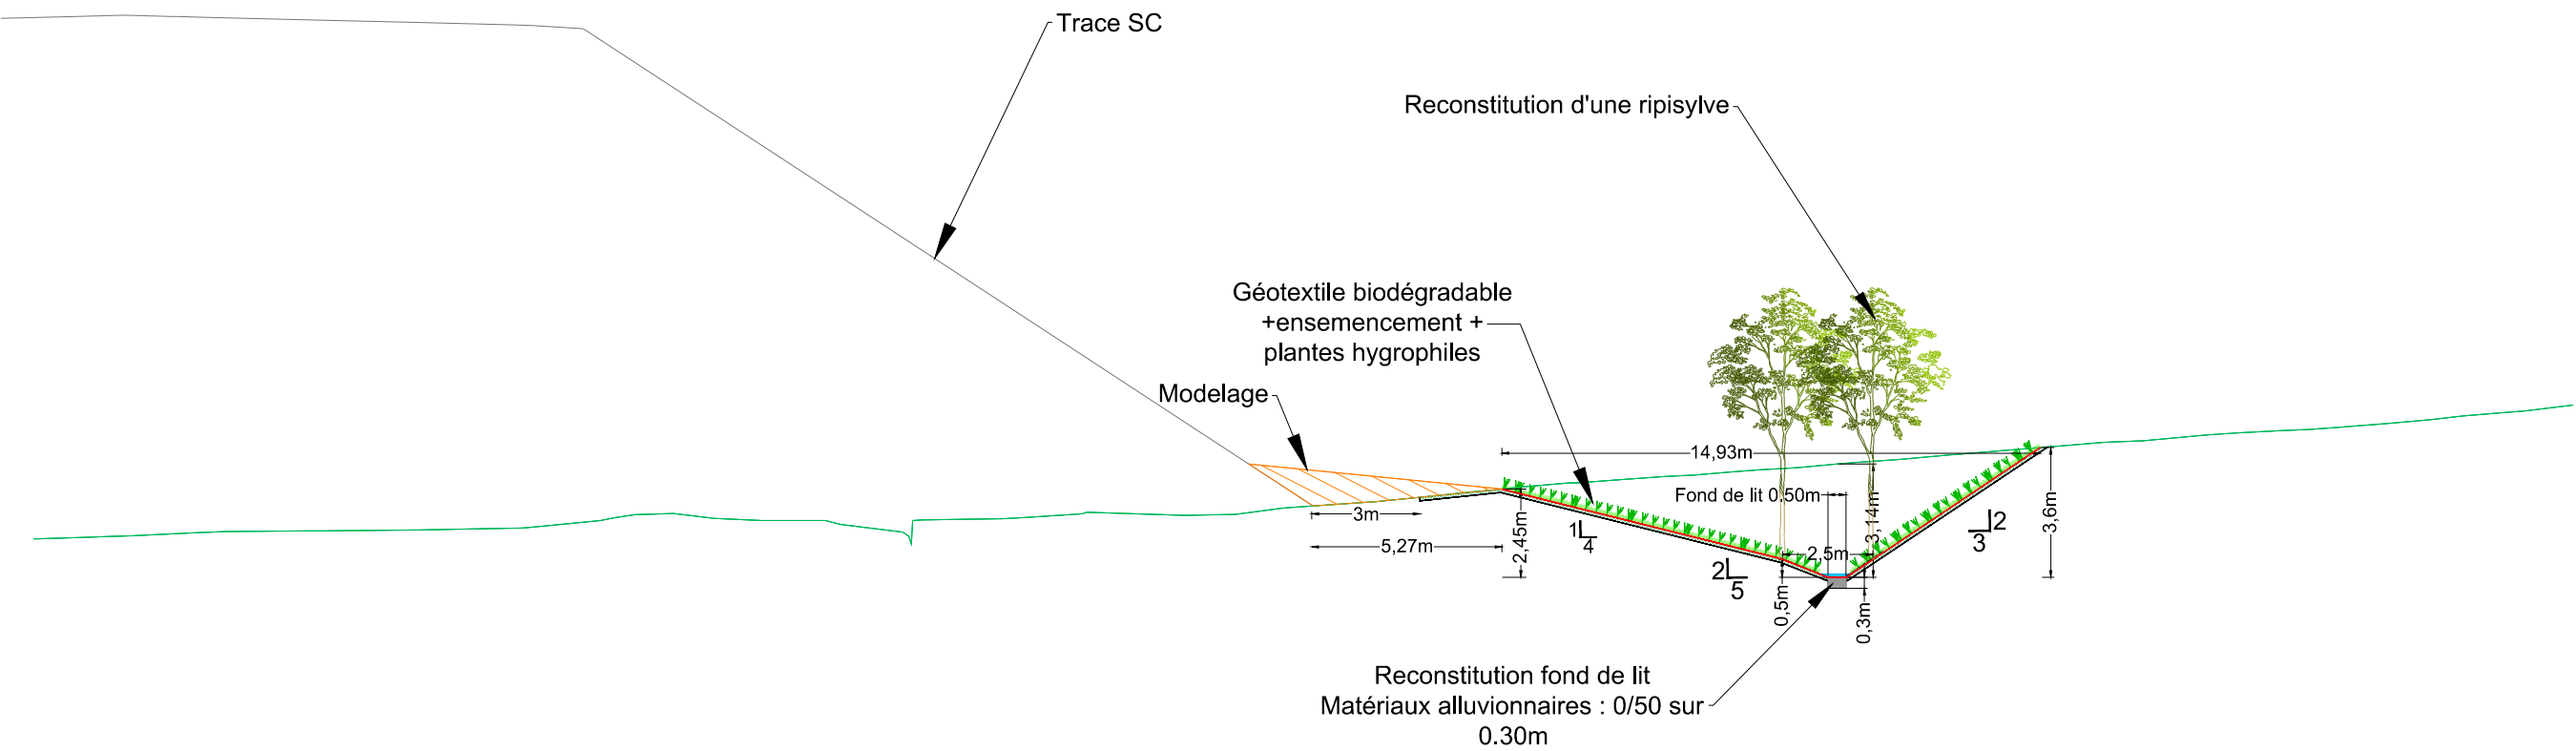 Trace SC
Reconstitution d'une ripisylve
Géotextile biodégradable
+ensemencement +
plantes hygrophiles
Modelage
14,93m
Fond de lit 0,50m
3m
5,27m
2,45m
1
4
2,5m
3,14m
2
3
3,6m
2
5
0,5m
0,3m
Reconstitution fond de lit
Matériaux alluvionnaires : 0/50 sur
0.30m